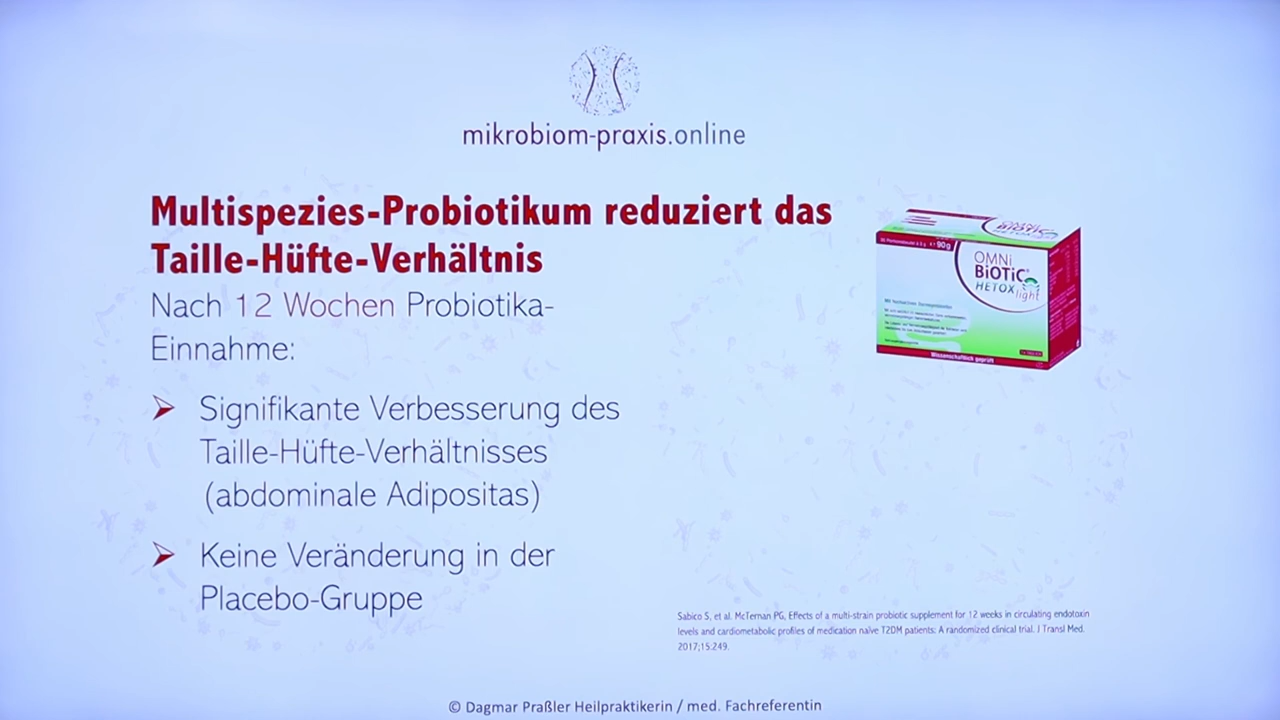 mikrobiom-praxis.online
Multispezies-Probiotikum reduziert das
Taille-Hüfte-Verhältnis
Nach 12 Wochen Probiotika-
Einnahme:
Signifikante Verbesserung des
Taille-Hüfte-Verhältnisses
(abdominale Adipositas)
Keine Veränderung in der
Placebo-Gruppe
90g
OMNi
BiOTiC®
HETOX
light
Wissenschaftlich geprüft
Sabico S, et al. McTernan PG, Effects of a multi-strain probiotic supplement for 12 weeks in circulating endotoxin
levels and cardiometabolic profiles of medication naïve T2DM patients: A randomized clinical trial. J Transl Med.
2017;15:249.
© Dagmar Praßler Heilpraktikerin / med. Fachreferentin